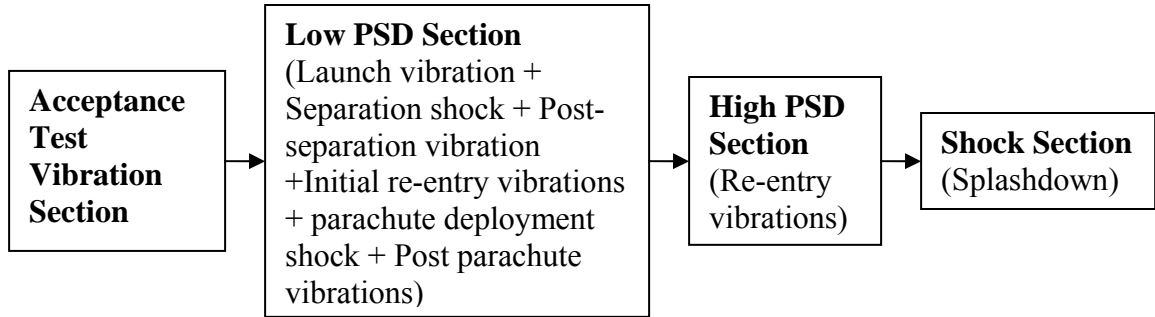 Acceptance
Test
Vibration
Section
Low PSD Section
(Launch vibration +
Separation shock + Post-
separation vibration
+Initial re-entry vibrations
+ parachute deployment
shock + Post parachute
vibrations)
High PSD
Section
(Re-entry
vibrations)
Shock Section
(Splashdown)